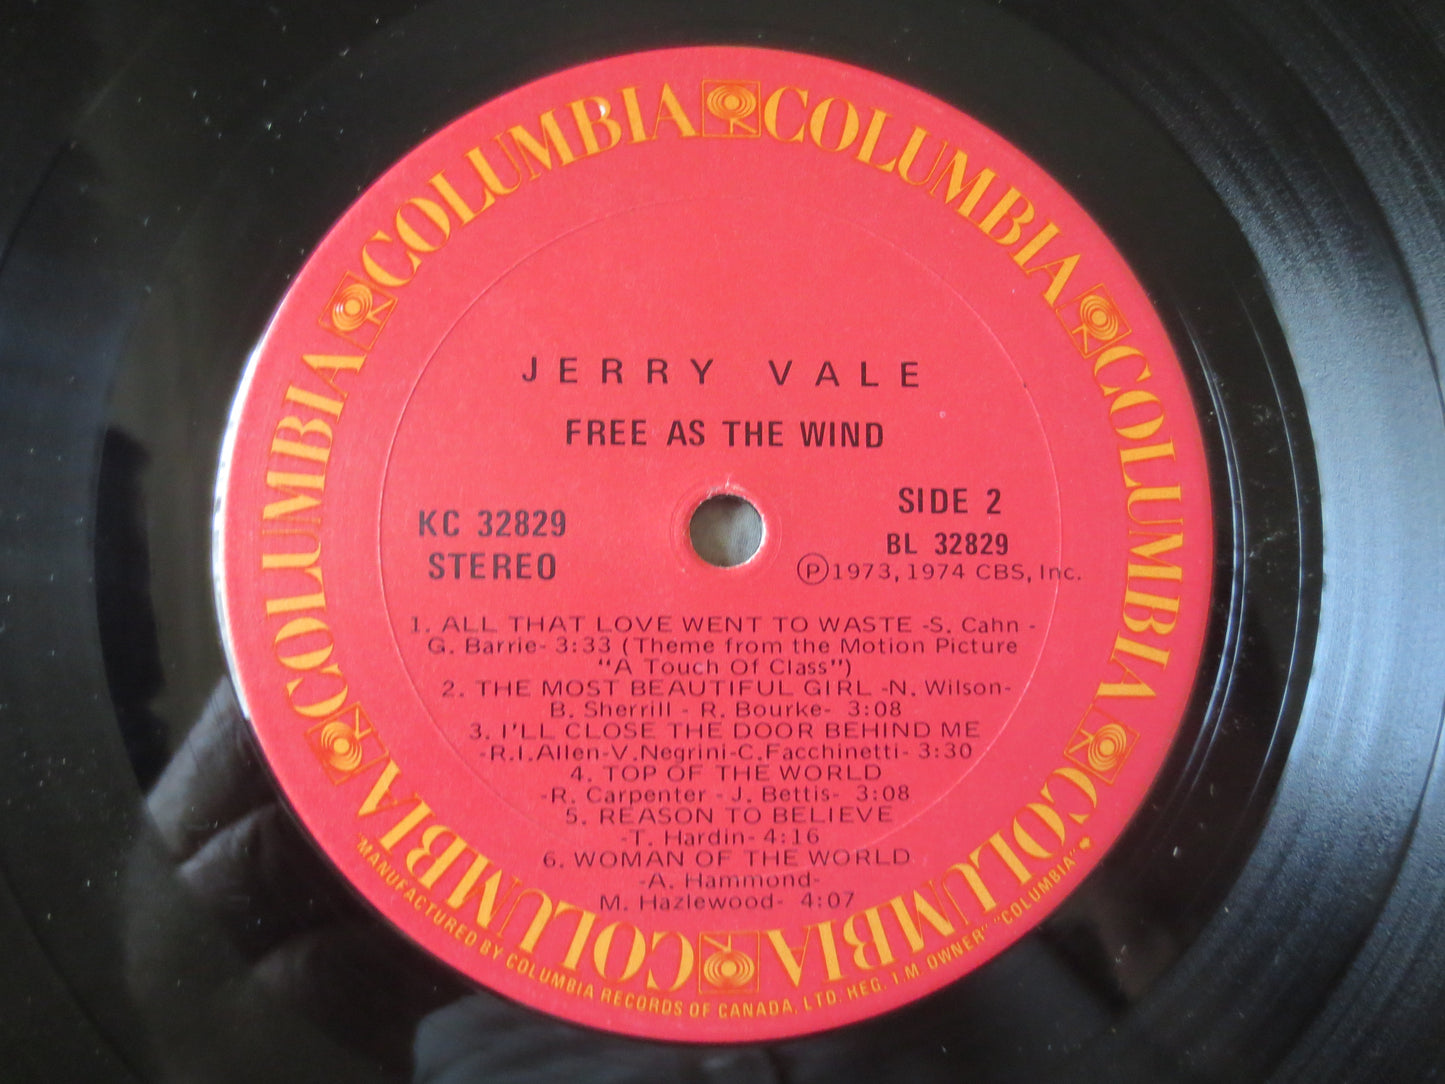 COLUMBIA COLUMBIA COLUMBIA COLUMBIA COLUMBIA COLUMBIA
JERRY VALE
FREE AS THE WIND
KC 32829
STEREO
SIDE 2
BL 32829
Ⓟ1973, 1974 CBS, Inc.
1. ALL THAT LOVE WENT TO WASTE -S. Cahn -
G. Barrie- 3:33 (Theme from the Motion Picture
"A Touch Of Class")
2. THE MOST BEAUTIFUL GIRL -N. Wilson-
B. Sherrill - R. Bourke- 3:08
3. I'LL CLOSE THE DOOR BEHIND ME
-R.I.Allen-V.Negrini-C.Facchinetti- 3:30
4. TOP OF THE WORLD
-R. Carpenter - J. Bettis- 3:08
5. REASON TO BELIEVE
-T. Hardin- 4:16
6. WOMAN OF THE WORLD
-A. Hammond-
M. Hazlewood- 4:07
"MANUFACTURED BY COLUMBIA RECORDS OF CANADA, LTD. REG. T.M. OWNER" "COLUMBIA"